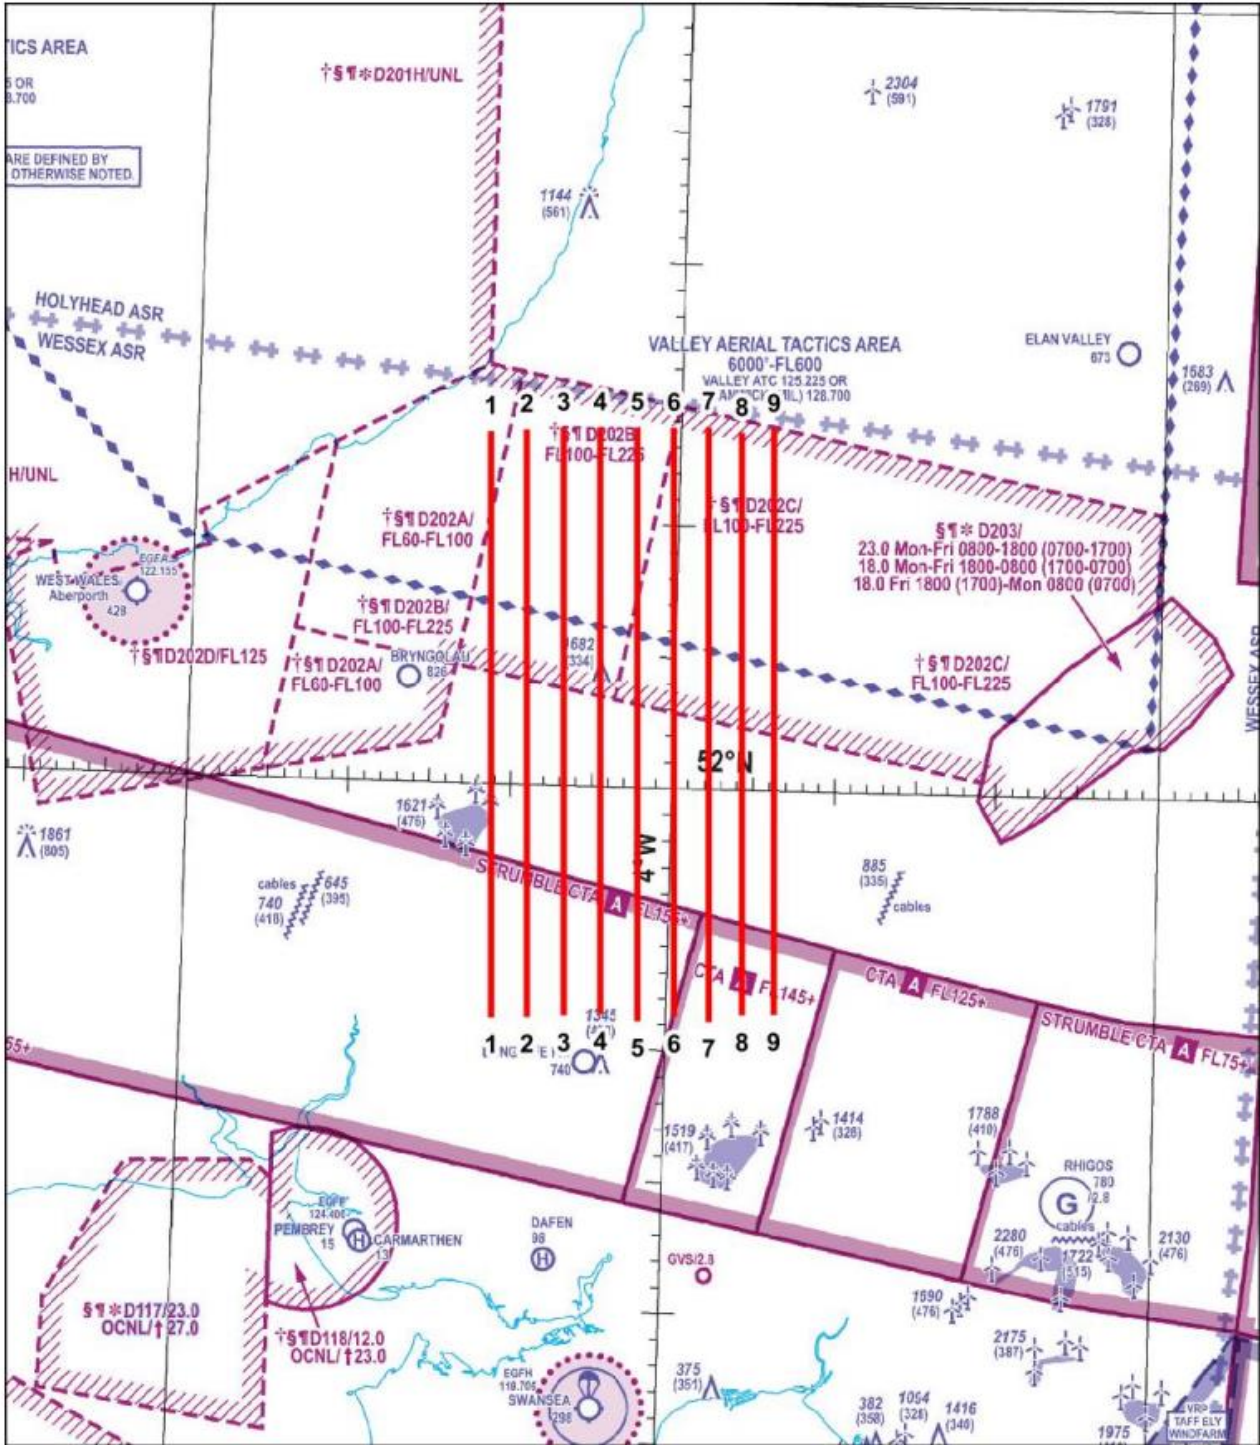 TICS AREA
5 OR
8.700
†§¶*D201H/UNL
2304
(591)
1791
(328)
ARE DEFINED BY
OTHERWISE NOTED.
1144
(561)
HOLYHEAD ASR
WESSEX ASR
VALLEY AERIAL TACTICS AREA
6000'-FL600
VALLEY ATC 125.225 OR
128.700
ELAN VALLEY
673
1683
(269)
1 2 3 4 5 6 7 8 9
†§¶ D202B/
FL100-FL225
H/UNL
†§¶ D202A/
FL60-FL100
†§¶ D202C/
FL100-FL225
§¶* D203/
23.0 Mon-Fri 0800-1800 (0700-1700)
18.0 Mon-Fri 1800-0800 (1700-0700)
18.0 Fri 1800 (1700)-Mon 0800 (0700)
EGFA
122.155
WEST WALES/
Aberporth
428
†§¶D202B/
FL100-FL225
†§¶D202D/FL125
†§¶D202A/
FL60-FL100
BRYNGOLAU
826
1682
(334)
†§¶D202C/
FL100-FL225
WESSEX ASR
52°N
4°W
1621
(476)
1861
(805)
cables
740
(418)
645
(395)
STRUMBLE CTA A FL155+
885
(335)
cables
CTA A FL145+
CTA A FL125+
STRUMBLE CTA A FL75+
1345
1 2 3 4 5 6 7 8 9
740
55+
1519
(417)
1414
(328)
1788
(410)
RHIGOS
780
/2.8
G
cables
EGFP
124.405
PEMBREY
15
CARMARTHEN
13
H
DAFEN
98
H
GVS/2.8
2280
(476)
1722
(515)
2130
(476)
1690
(476)
§¶*D117/23.0
OCNL/↑27.0
†§¶D118/12.0
OCNL/↑23.0
2175
(387)
EGFH
119.705
SWANSEA
298
375
(351)
382
(358)
1054
(328)
1416
(340)
1975
VRP
TAFF ELY
WINDFARM